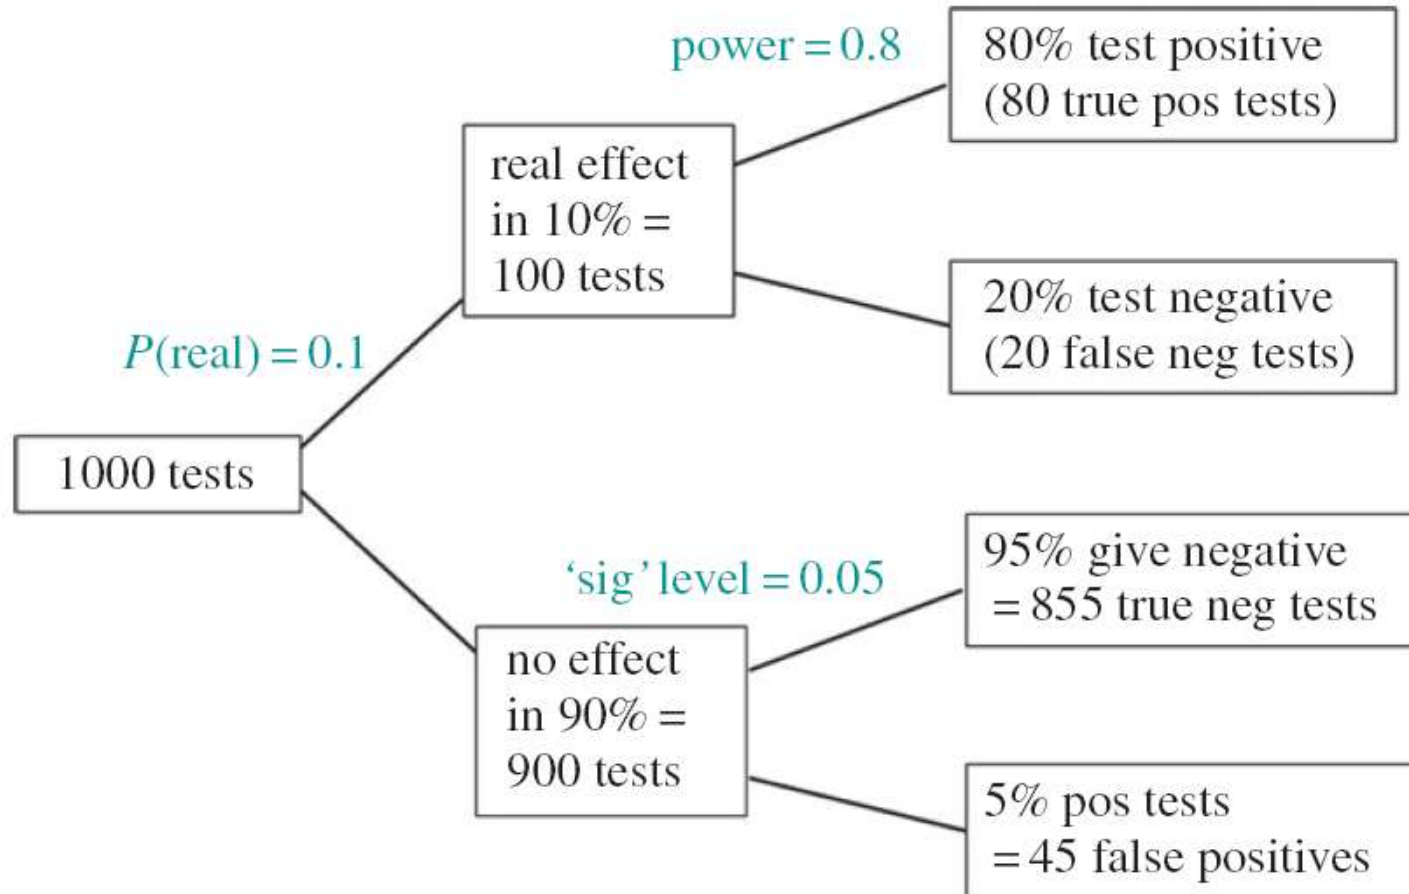 power = 0.8
80% test positive
(80 true pos tests)
real effect
in 10% =
100 tests
20% test negative
(20 false neg tests)
P(real) = 0.1
1000 tests
95% give negative
= 855 true neg tests
‘sig’ level = 0.05
no effect
in 90% =
900 tests
5% pos tests
= 45 false positives